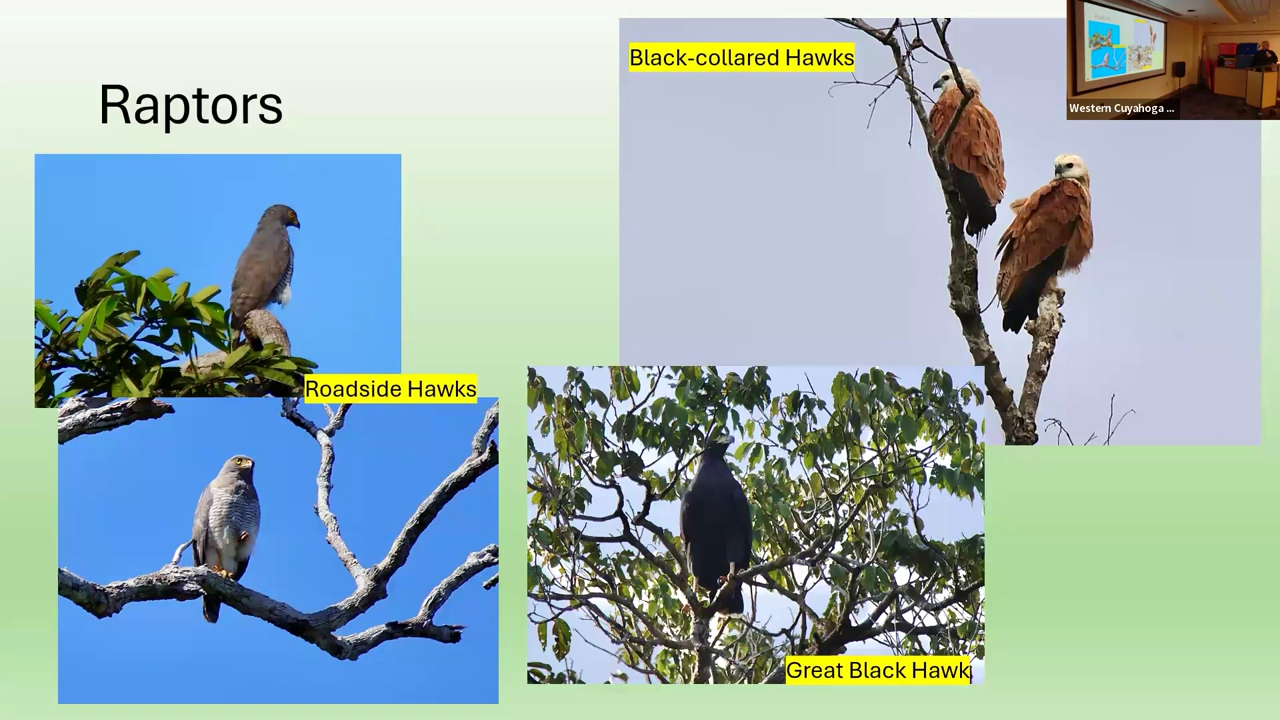 Raptors
Black-collared Hawks
Western Cuyahoga ...
Roadside Hawks
Great Black Hawk